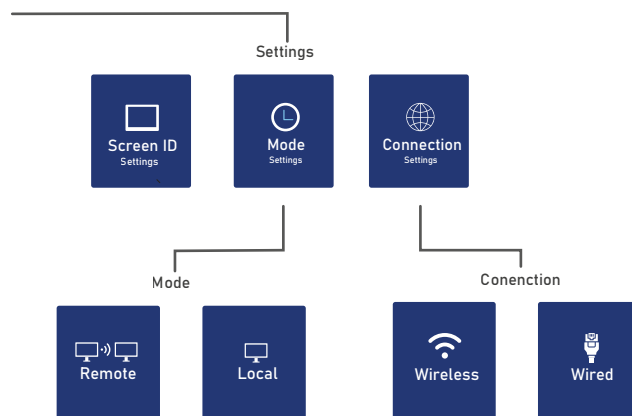 Settings
Screen ID
Settings
Mode
Settings
Connection
Settings
Mode
Conenction
Remote
Local
Wireless
Wired